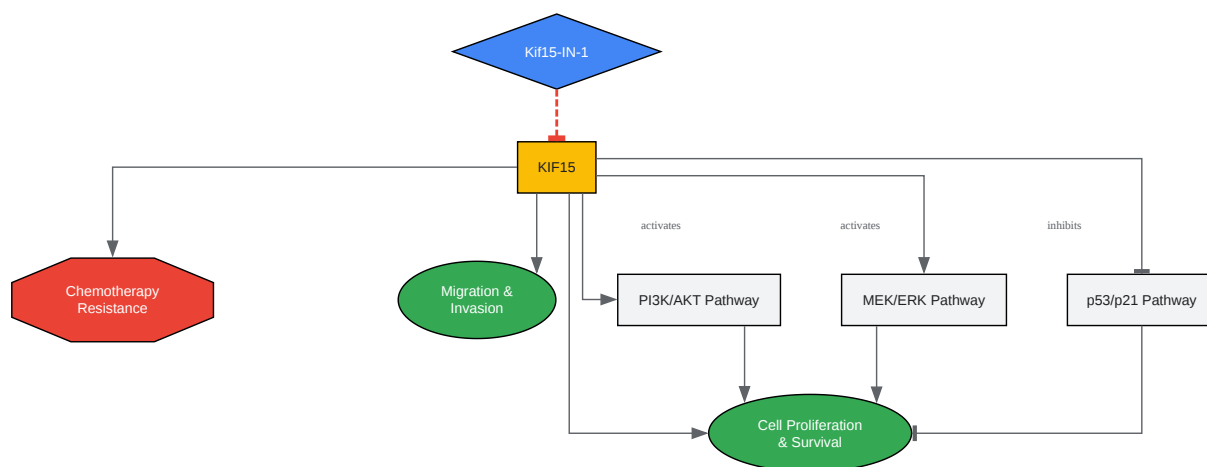 Kif15-IN-1
KIF15
activates
activates
inhibits
Chemotherapy
Resistance
Migration &
Invasion
PI3K/AKT Pathway
MEK/ERK Pathway
p53/p21 Pathway
Cell Proliferation
& Survival